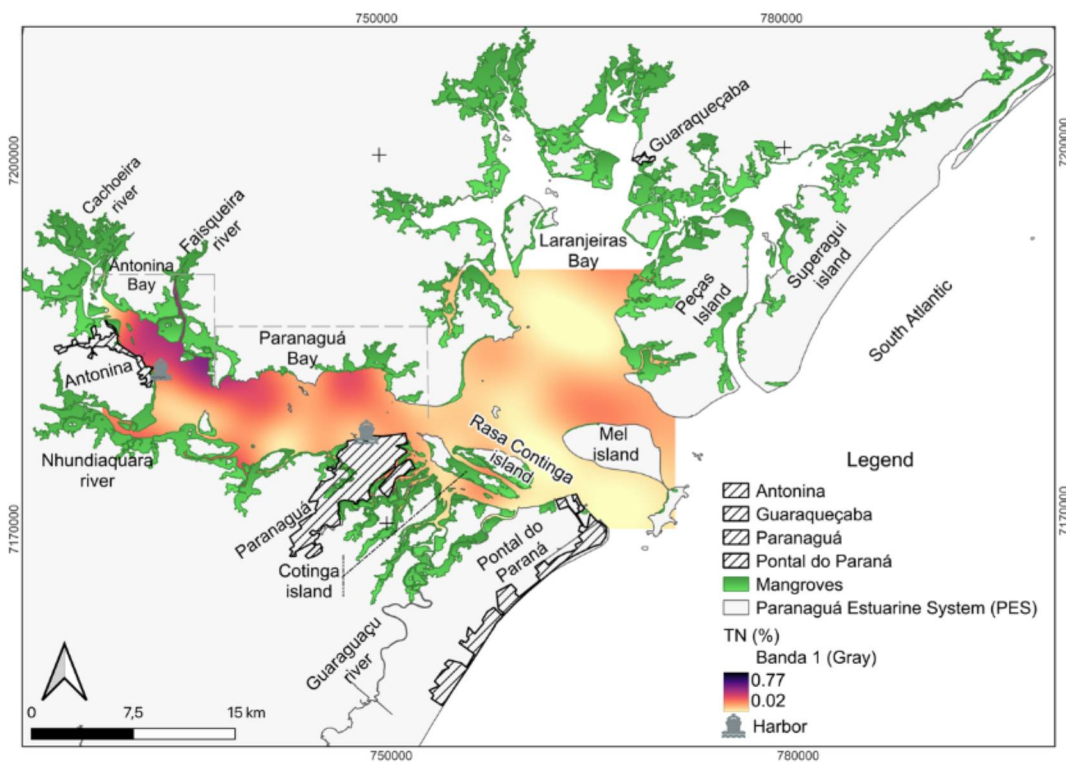 750000
780000
7200000
7200000
Guaraqueçaba
Cachoeira
river
Faisqueira
river
Antonina
Bay
Laranjeiras
Bay
Peças
Island
Superagui
island
South Atlantic
Paranaguá
Bay
Antonina
Rasa Continga
island
Mel
island
Nhundiaquara
river
Paranaguá
Cotinga
island
Pontal do
Paraná
Guaraguaçu
river
7170000
7170000
Legend
Antonina
Guaraqueçaba
Paranaguá
Pontal do Paraná
Mangroves
Paranaguá Estuarine System (PES)
TN (%)
Banda 1 (Gray)
0.77
0.02
Harbor
0 7,5 15 km
750000
780000